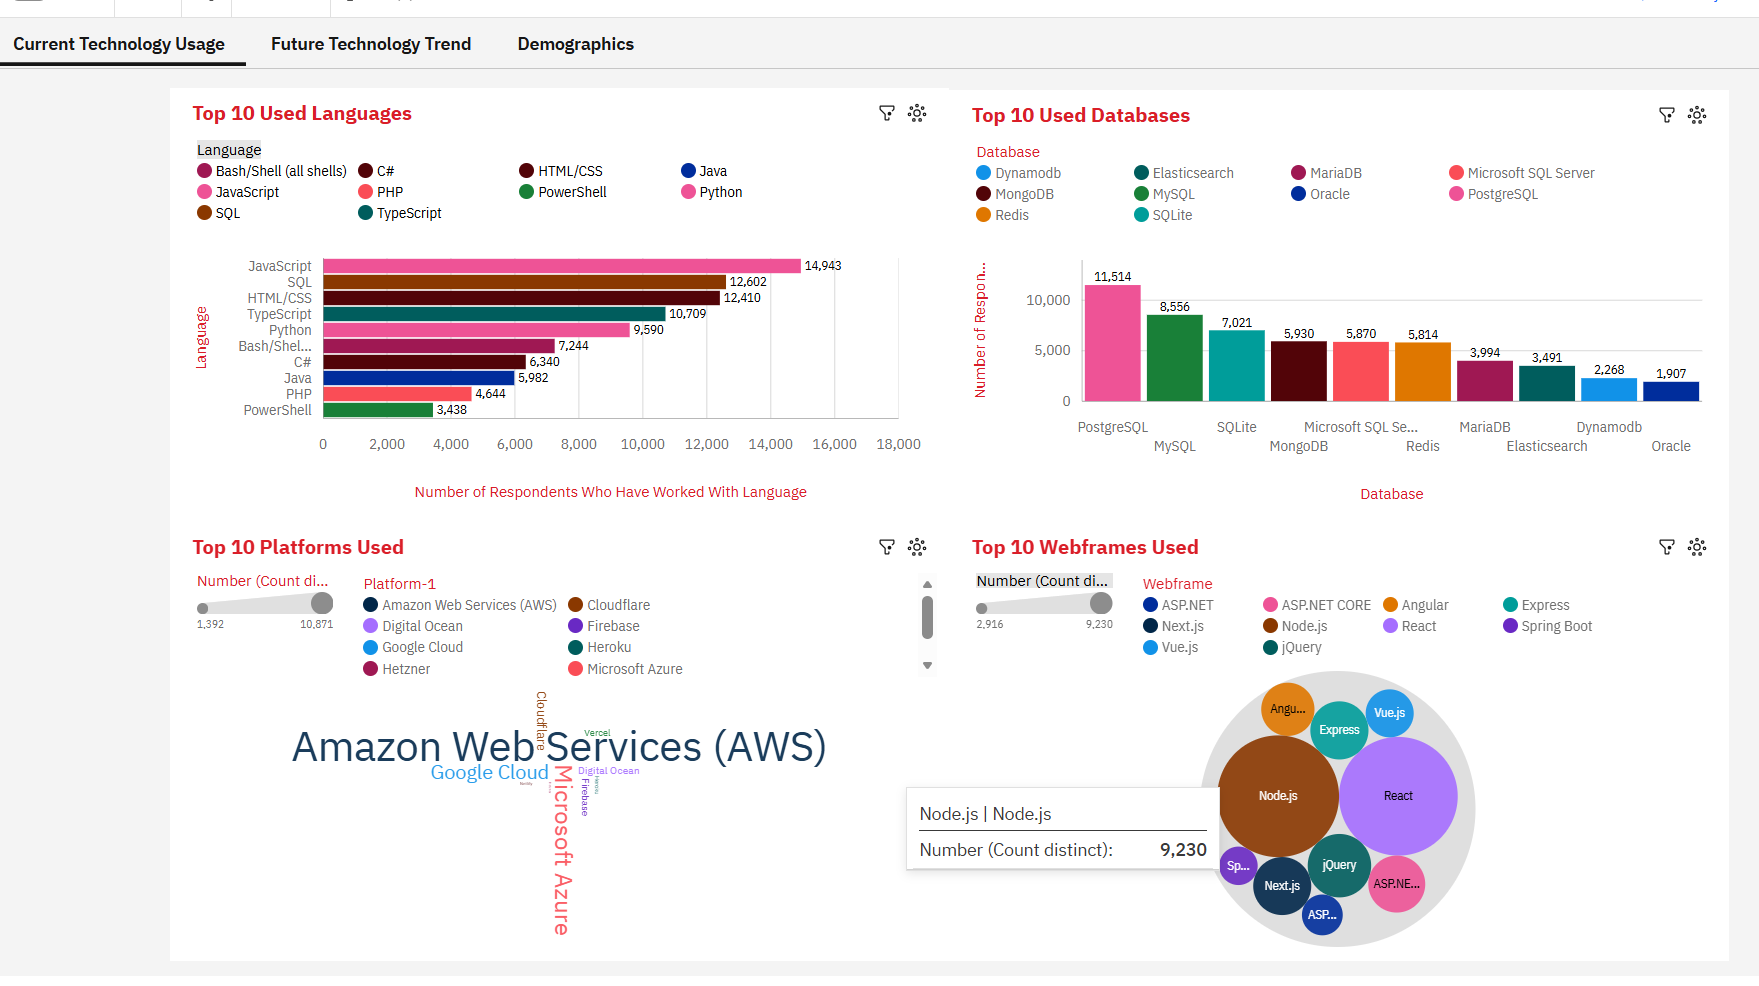 Current Technology Usage
Future Technology Trend
Demographics
Top 10 Used Languages
Language
Bash/Shell (all shells)
C#
HTML/CSS
Java
JavaScript
PHP
PowerShell
Python
SQL
TypeScript
Language
JavaScript
14,943
SQL
12,602
HTML/CSS
12,410
TypeScript
10,709
Python
9,590
Bash/Shel...
7,244
C#
6,340
Java
5,982
PHP
4,644
PowerShell
3,438
0
2,000
4,000
6,000
8,000
10,000
12,000
14,000
16,000
18,000
Number of Respondents Who Have Worked With Language
Top 10 Used Databases
Database
Dynamodb
Elasticsearch
MariaDB
Microsoft SQL Server
MongoDB
MySQL
Oracle
PostgreSQL
Redis
SQLite
Number of Respon...
10,000
5,000
0
11,514
8,556
7,021
5,930
5,870
5,814
3,994
3,491
2,268
1,907
PostgreSQL
MySQL
SQLite
MongoDB
Microsoft SQL Se...
Redis
MariaDB
Elasticsearch
Dynamodb
Oracle
Database
Top 10 Platforms Used
Number (Count di...
1,392
10,871
Platform-1
Amazon Web Services (AWS)
Cloudflare
Digital Ocean
Firebase
Google Cloud
Heroku
Hetzner
Microsoft Azure
Cloudflare
Vercel
Amazon Web Services (AWS)
Google Cloud
Microsoft Azure
Digital Ocean
Firebase
Top 10 Webframes Used
Number (Count di...
2,916
9,230
Webframe
ASP.NET
ASP.NET CORE
Angular
Express
Next.js
Node.js
React
Spring Boot
Vue.js
jQuery
Angu...
Express
Vue.js
Node.js
React
Sp...
Next.js
jQuery
ASP.NE...
ASP...
Node.js | Node.js
Number (Count distinct): 9,230